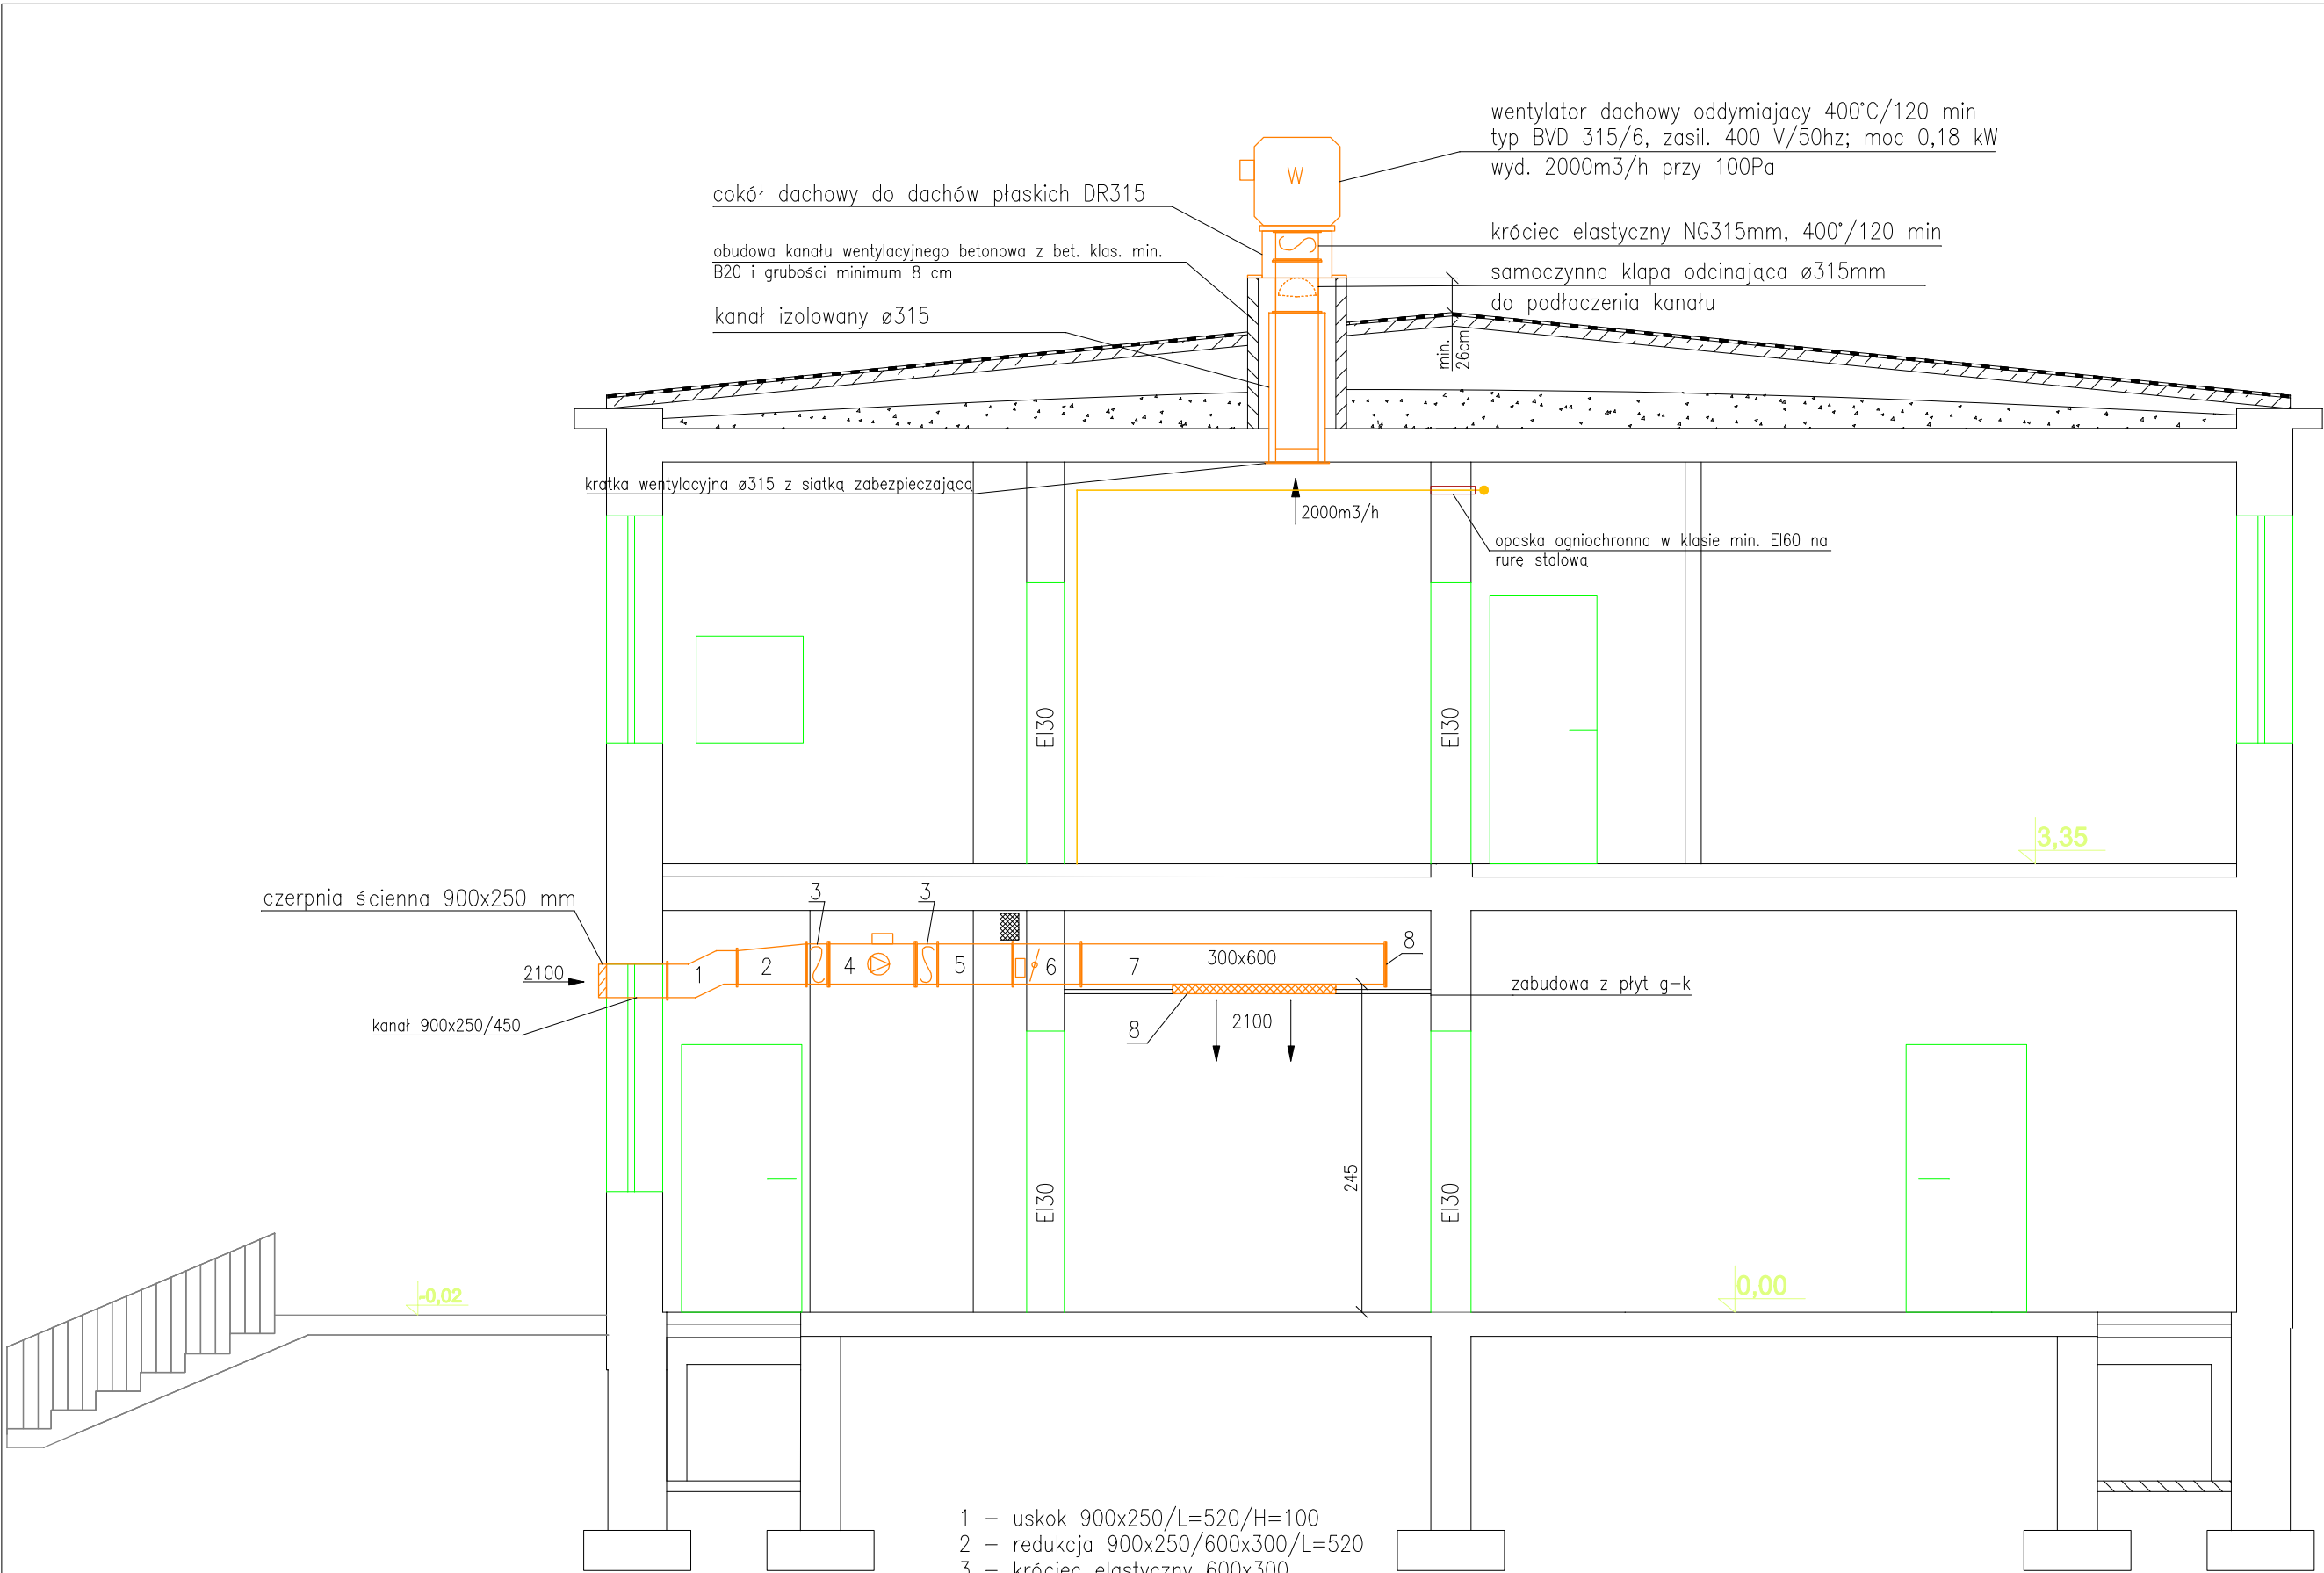 wentylator dachowy oddymiajacy 400°C/120 min
typ BVD 315/6, zasil. 400 V/50hz; moc 0,18 kW
wyd. 2000m3/h przy 100Pa
W
cokół dachowy do dachów płaskich DR315
króciec elastyczny NG315mm, 400°/120 min
obudowa kanału wentylacyjnego betonowa z bet. klas. min.
B20 i grubości minimum 8 cm
samoczynna klapa odcinająca ø315mm
do podłaczenia kanału
kanał izolowany ø315
min.
26cm
kratka wentylacyjna ø315 z siatką zabezpieczająca
2000m3/h
opaska ogniochronna w klasie min. EI60 na
rurę stalową
EI30
EI30
3,35
czerpnia ścienna 900x250 mm
3
3
2100
1
2
4
5
6
7
300x600
8
zabudowa z płyt g-k
kanał 900x250/450
8
2100
245
EI30
EI30
-0,02
0,00
1 - uskok 900x250/L=520/H=100
2 - redukcja 900x250/600x300/L=520
3 - króciec elastyczny 600x300